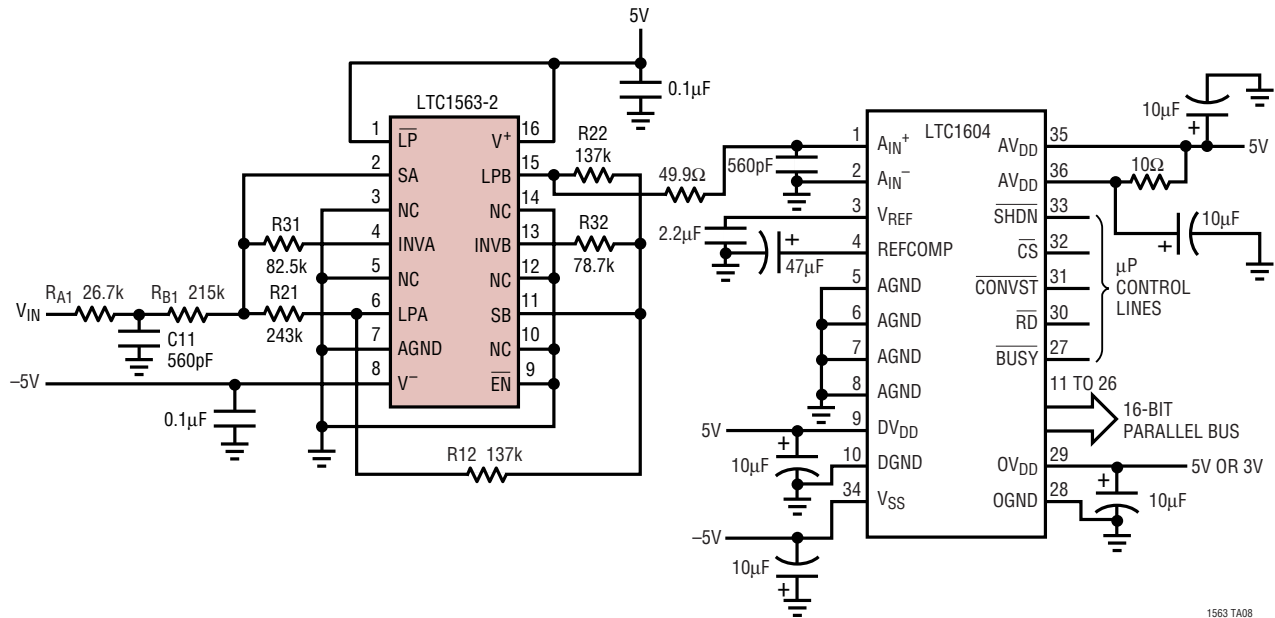 5V
0.1µF
LTC1563-2
1 LP 16 V+
2 SA 15 LPB
3 NC 14 NC
4 INVA 13 INVB
5 NC 12 NC
6 LPA 11 SB
7 AGND 10 NC
8 V– 9 EN
R22
137k
R31
82.5k
R32
78.7k
RA1 26.7k
RB1 215k
R21
243k
VIN
C11
560pF
–5V
0.1µF
R12 137k
49.9Ω
560pF
2.2µF
47µF
LTC1604
1 AIN+
2 AIN–
3 VREF
4 REFCOMP
5 AGND
6 AGND
7 AGND
8 AGND
5V
9 DVDD
10µF
+
10 DGND
34 VSS
–5V
10µF
+
AVDD 35
AVDD 36
SHDN 33
CS 32
CONVST 31
RD 30
BUSY 27
11 TO 26
OVDD 29
OGND 28
10µF
+
5V
10Ω
10µF
+
µP
CONTROL
LINES
16-BIT
PARALLEL BUS
5V OR 3V
+
10µF
+
1563 TA08